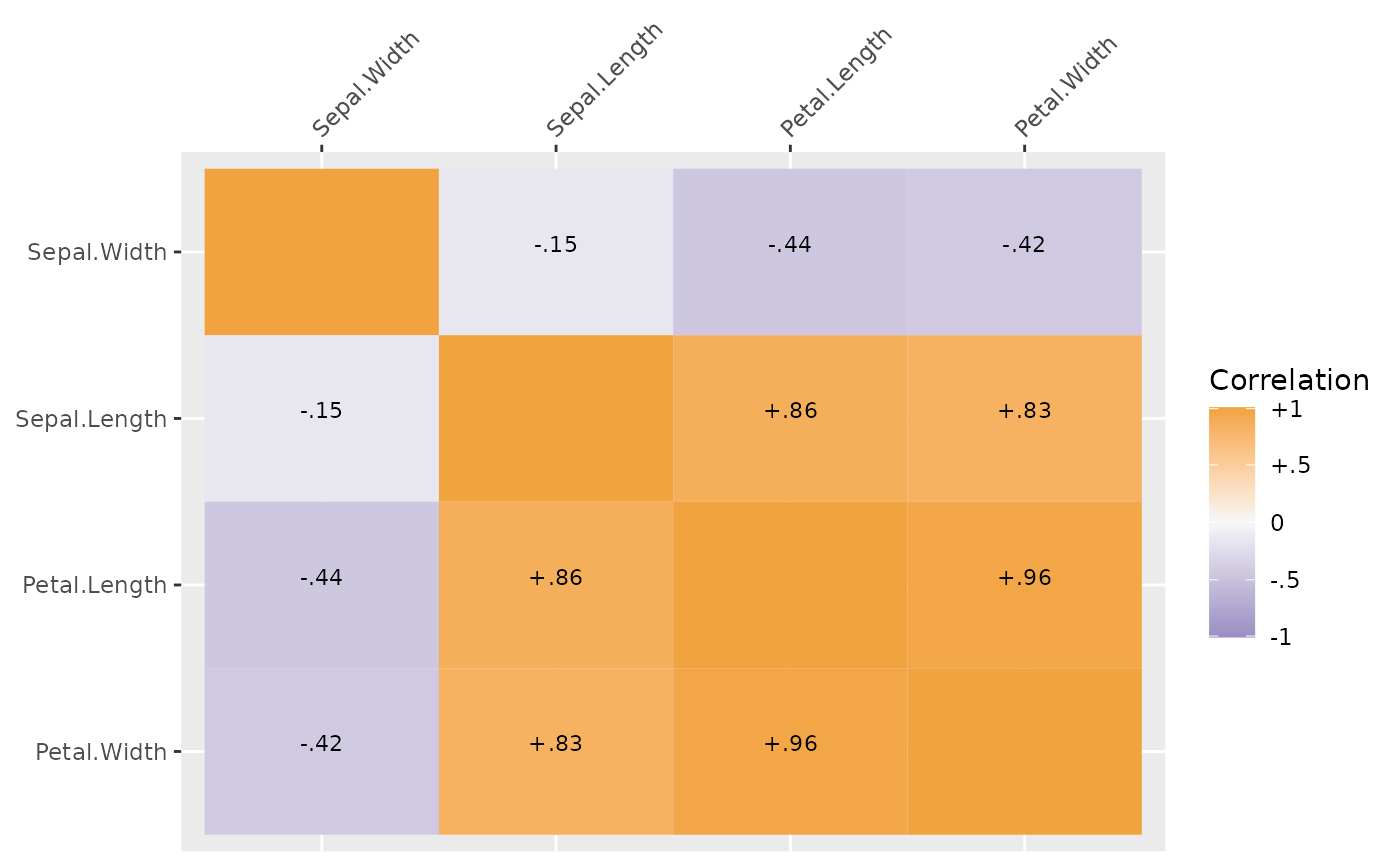 Sepal.Width Sepal.Length Petal.Length Petal.Width
Sepal.Width -.15 -.44 -.42
Sepal.Length -.15 +.86 +.83
Petal.Length -.44 +.86 +.96
Petal.Width -.42 +.83 +.96
Correlation
+1
+.5
0
-.5
-1